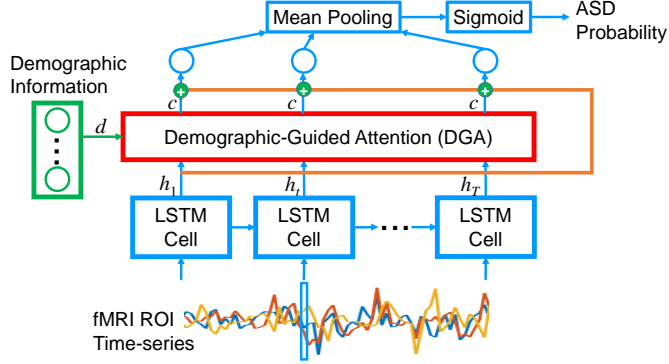 Mean Pooling
Sigmoid
ASD
Probability
Demographic
Information
d
c
c
c
Demographic-Guided Attention (DGA)
h1
ht
hT
LSTM
Cell
LSTM
Cell
LSTM
Cell
fMRI ROI
Time-series